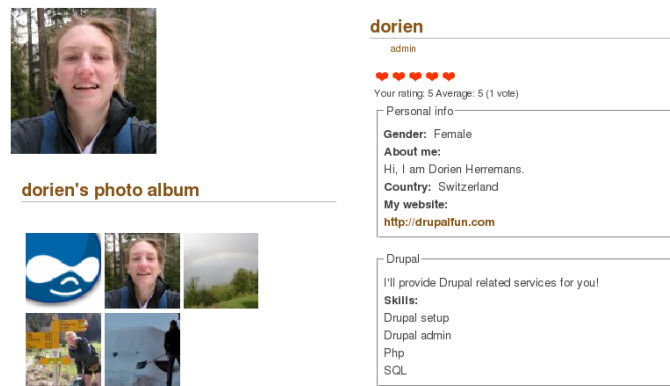 dorien
admin
Your rating: 5 Average: 5 (1 vote)
Personal info
Gender: Female
About me:
Hi, I am Dorien Herremans.
Country: Switzerland
My website:
http://drupalfun.com
dorien's photo album
Drupal
I'll provide Drupal related services for you!
Skills:
Drupal setup
Drupal admin
Php
SQL